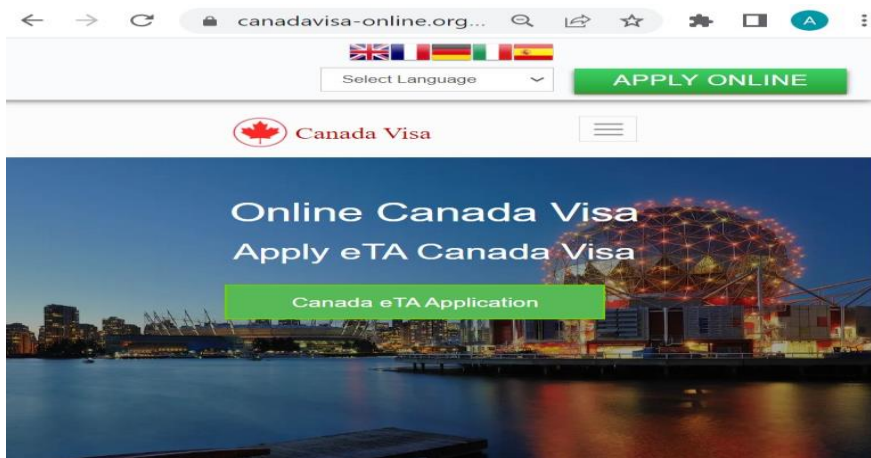 canadavisa-online.org...
A
Select Language
APPLY ONLINE
Canada Visa
Online Canada Visa
Apply eTA Canada Visa
Canada eTA Application